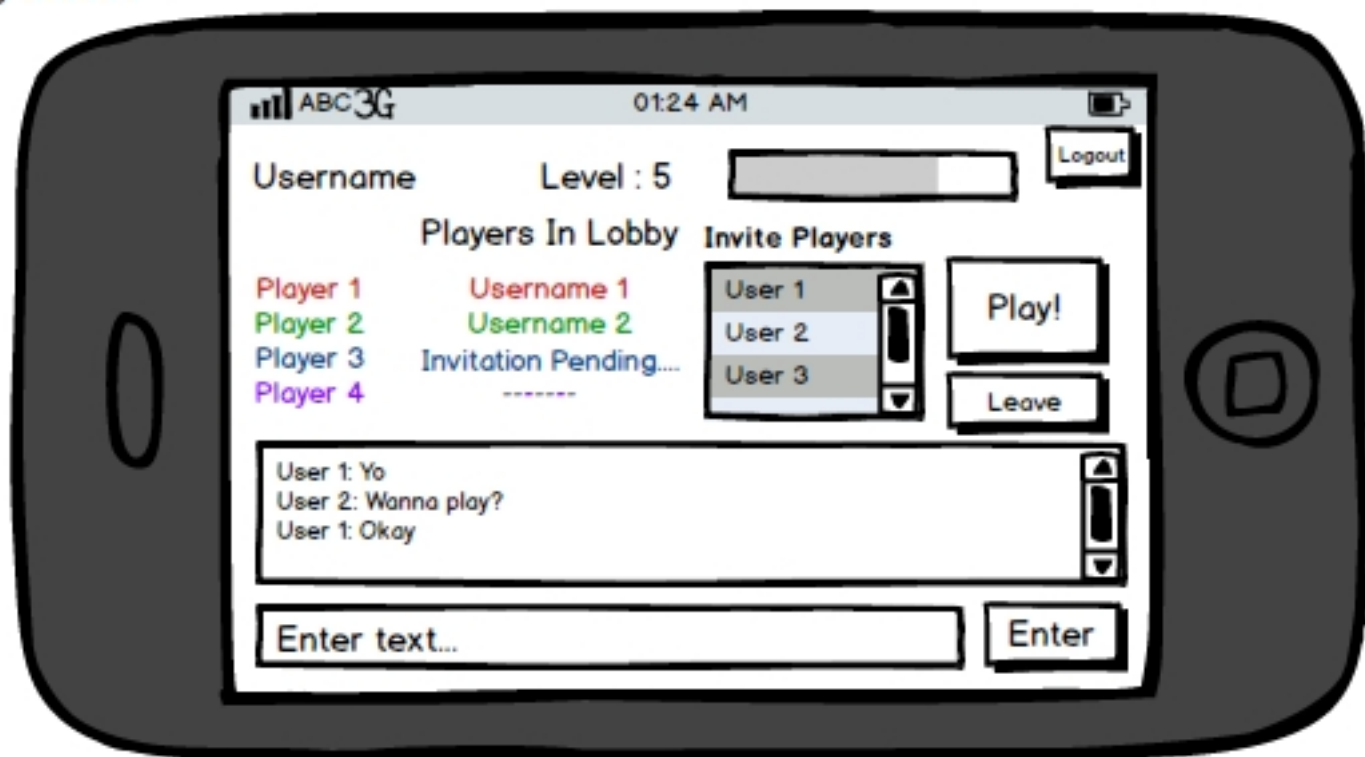 ABC 3G 01:24 AM
Logout
Username Level : 5
Players In Lobby Invite Players
Player 1 Username 1
Player 2 Username 2
Player 3 Invitation Pending....
Player 4 -------
User 1
User 2
User 3
Play!
Leave
User 1: Yo
User 2: Wanna play?
User 1: Okay
Enter text... Enter